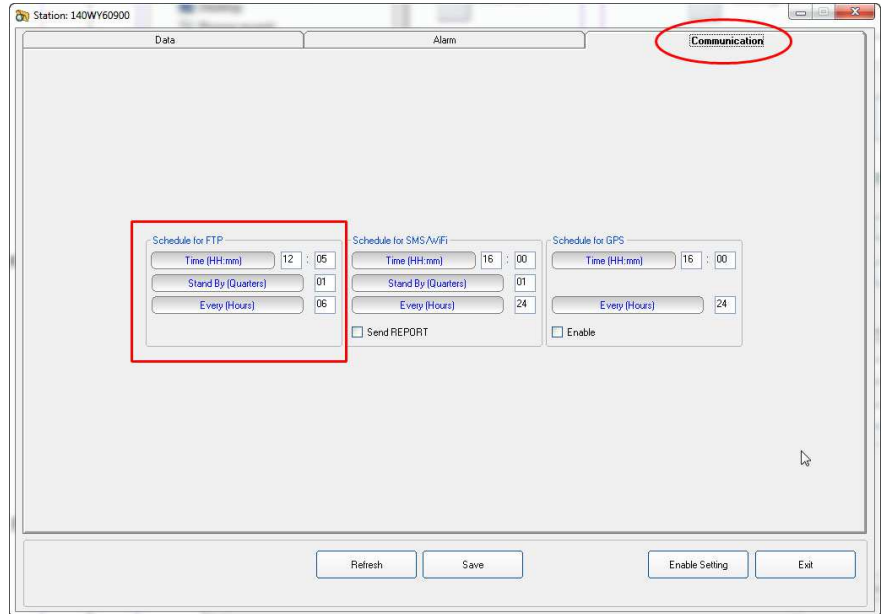 Station: 140WY60900
Data Alarm Communication
Schedule for FTP
Time (HH:mm) 12 : 05
Stand By (Quarters) 01
Every (Hours) 06
Schedule for SMS/WiFi
Time (HH:mm) 16 : 00
Stand By (Quarters) 01
Every (Hours) 24
Send REPORT
Schedule for GPS
Time (HH:mm) 16 : 00
Every (Hours) 24
Enable
Refresh Save Enable Setting Exit